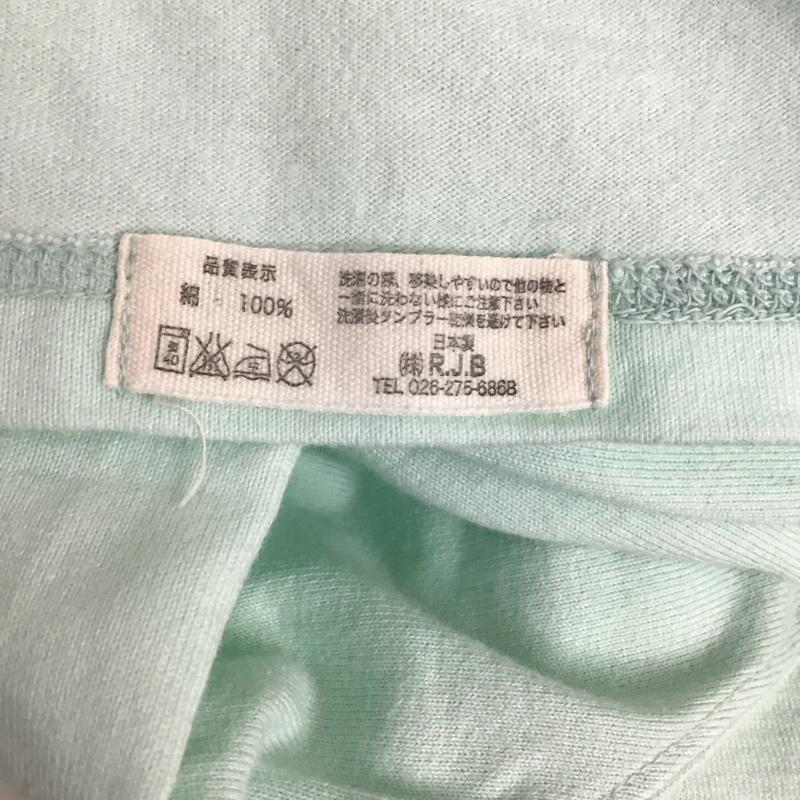 品質表示
綿 - 100%
弱
40
中
洗濯の際、移染しやすいので他の物と
一緒に洗わない様にご注意下さい
洗濯後タンブラー乾燥を避けて下さい
日本製
㈱R.J.B
TEL 026-275-6868